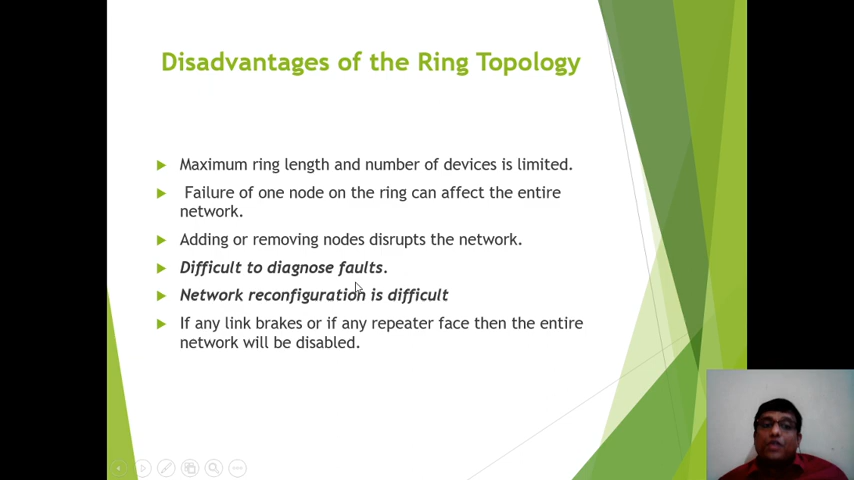 Disadvantages of the Ring Topology
Maximum ring length and number of devices is limited.
Failure of one node on the ring can affect the entire
network.
Adding or removing nodes disrupts the network.
Difficult to diagnose faults.
Network reconfiguration is difficult
If any link brakes or if any repeater face then the entire
network will be disabled.